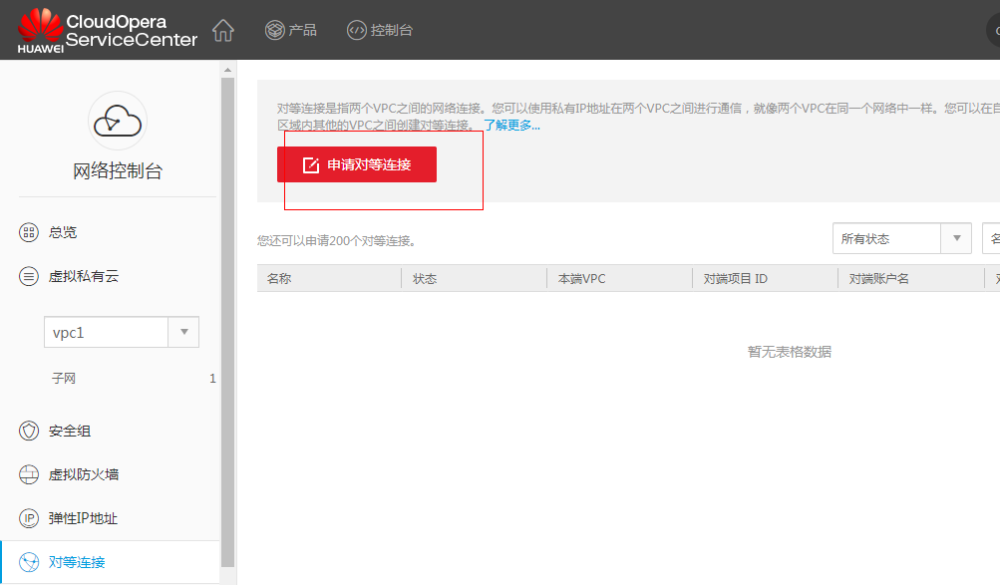 CloudOpera
ServiceCenter
HUAWEI
产品
控制台
网络控制台
总览
虚拟私有云
vpc1
子网 1
安全组
虚拟防火墙
IP 弹性IP地址
对等连接
对等连接是指两个VPC之间的网络连接。您可以使用私有IP地址在两个VPC之间进行通信，就像两个VPC在同一个网络中一样。您可以在自
区域内其他的VPC之间创建对等连接。 了解更多...
申请对等连接
您还可以申请200个对等连接。
所有状态
名称 状态 本端VPC 对端项目 ID 对端账户名
暂无表格数据